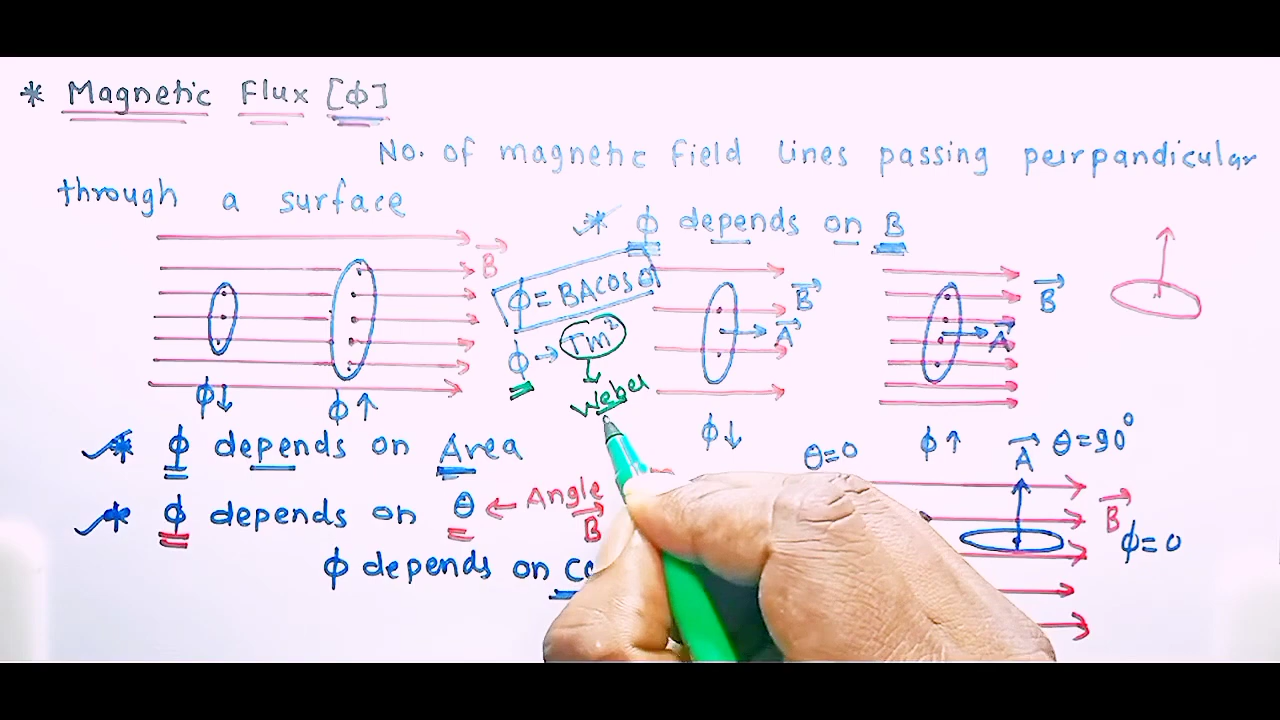 * Magnetic Flux [ϕ]
No. of magnetic field lines passing perpandicular
through a surface
* ϕ depends on B
B
ϕ = BAcosθ
ϕ → Tm²
Weber
ϕ↓
ϕ↑
B
A
ϕ↓
B
A
ϕ↑
* ϕ depends on Area
* ϕ depends on θ ← Angle
B
ϕ depends on
θ=0
A
θ=90°
B
ϕ=0